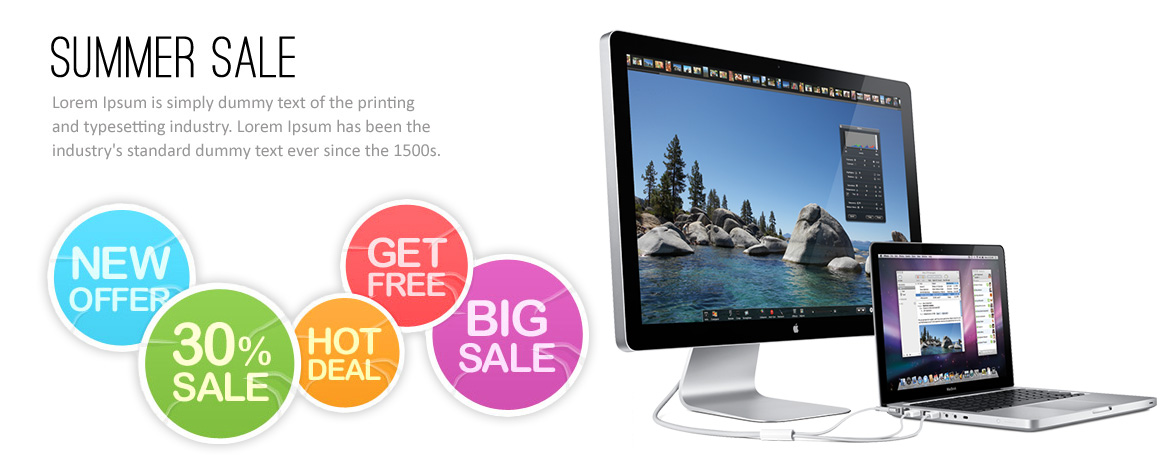 SUMMER SALE
Lorem Ipsum is simply dummy text of the printing
and typesetting industry. Lorem Ipsum has been the
industry's standard dummy text ever since the 1500s.
NEW
OFFER
30%
SALE
HOT
DEAL
GET
FREE
BIG
SALE